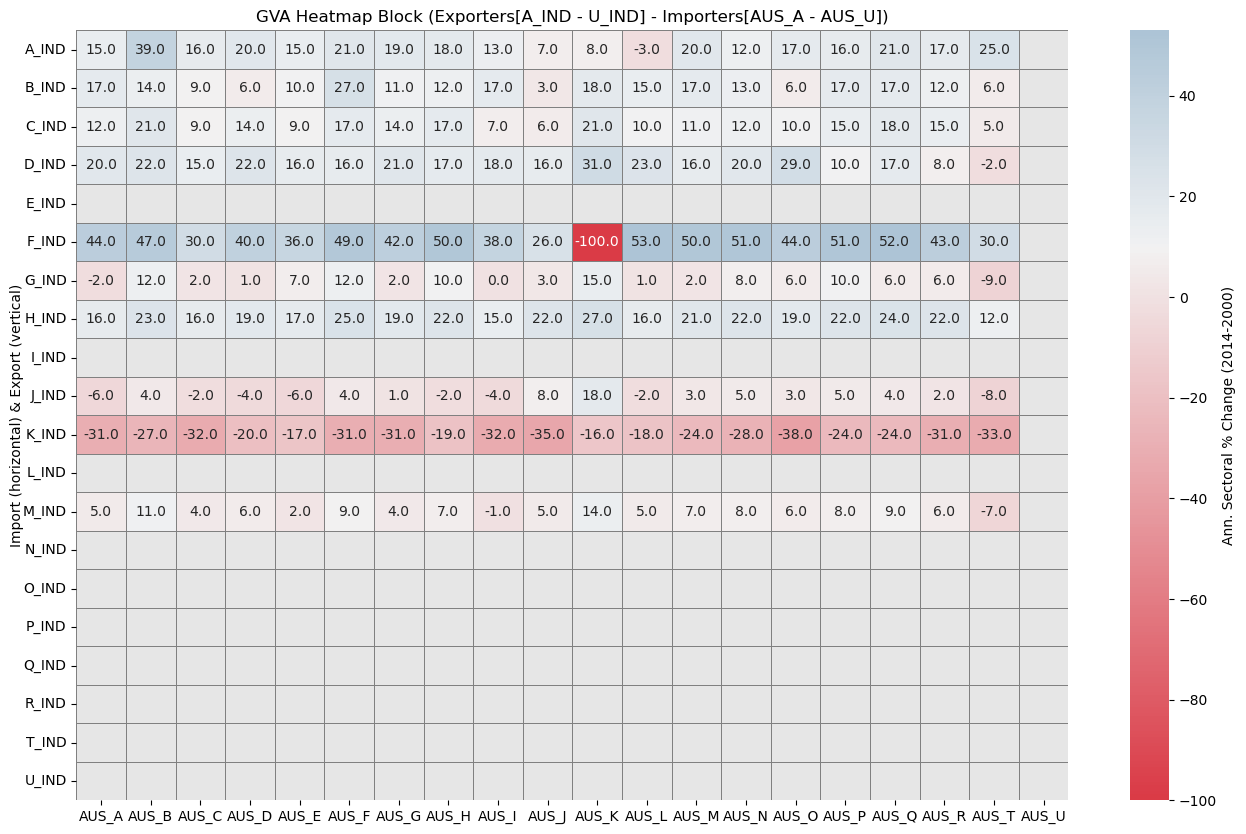 GVA Heatmap Block (Exporters[A_IND - U_IND] - Importers[AUS_A - AUS_U])
Import (horizontal) & Export (vertical)
A_IND 15.0 39.0 16.0 20.0 15.0 21.0 19.0 18.0 13.0 7.0 8.0 -3.0 20.0 12.0 17.0 16.0 21.0 17.0 25.0
B_IND 17.0 14.0 9.0 6.0 10.0 27.0 11.0 12.0 17.0 3.0 18.0 15.0 17.0 13.0 6.0 17.0 17.0 12.0 6.0
C_IND 12.0 21.0 9.0 14.0 9.0 17.0 14.0 17.0 7.0 6.0 21.0 10.0 11.0 12.0 10.0 15.0 18.0 15.0 5.0
D_IND 20.0 22.0 15.0 22.0 16.0 16.0 21.0 17.0 18.0 16.0 31.0 23.0 16.0 20.0 29.0 10.0 17.0 8.0 -2.0
E_IND
F_IND 44.0 47.0 30.0 40.0 36.0 49.0 42.0 50.0 38.0 26.0 -100.0 53.0 50.0 51.0 44.0 51.0 52.0 43.0 30.0
G_IND -2.0 12.0 2.0 1.0 7.0 12.0 2.0 10.0 0.0 3.0 15.0 1.0 2.0 8.0 6.0 10.0 6.0 6.0 -9.0
H_IND 16.0 23.0 16.0 19.0 17.0 25.0 19.0 22.0 15.0 22.0 27.0 16.0 21.0 22.0 19.0 22.0 24.0 22.0 12.0
I_IND
J_IND -6.0 4.0 -2.0 -4.0 -6.0 4.0 1.0 -2.0 -4.0 8.0 18.0 -2.0 3.0 5.0 3.0 5.0 4.0 2.0 -8.0
K_IND -31.0 -27.0 -32.0 -20.0 -17.0 -31.0 -31.0 -19.0 -32.0 -35.0 -16.0 -18.0 -24.0 -28.0 -38.0 -24.0 -24.0 -31.0 -33.0
L_IND
M_IND 5.0 11.0 4.0 6.0 2.0 9.0 4.0 7.0 -1.0 5.0 14.0 5.0 7.0 8.0 6.0 8.0 9.0 6.0 -7.0
N_IND
O_IND
P_IND
Q_IND
R_IND
T_IND
U_IND
AUS_A AUS_B AUS_C AUS_D AUS_E AUS_F AUS_G AUS_H AUS_I AUS_J AUS_K AUS_L AUS_M AUS_N AUS_O AUS_P AUS_Q AUS_R AUS_T AUS_U
40
20
0
−20
−40
−60
−80
−100
Ann. Sectoral % Change (2014-2000)